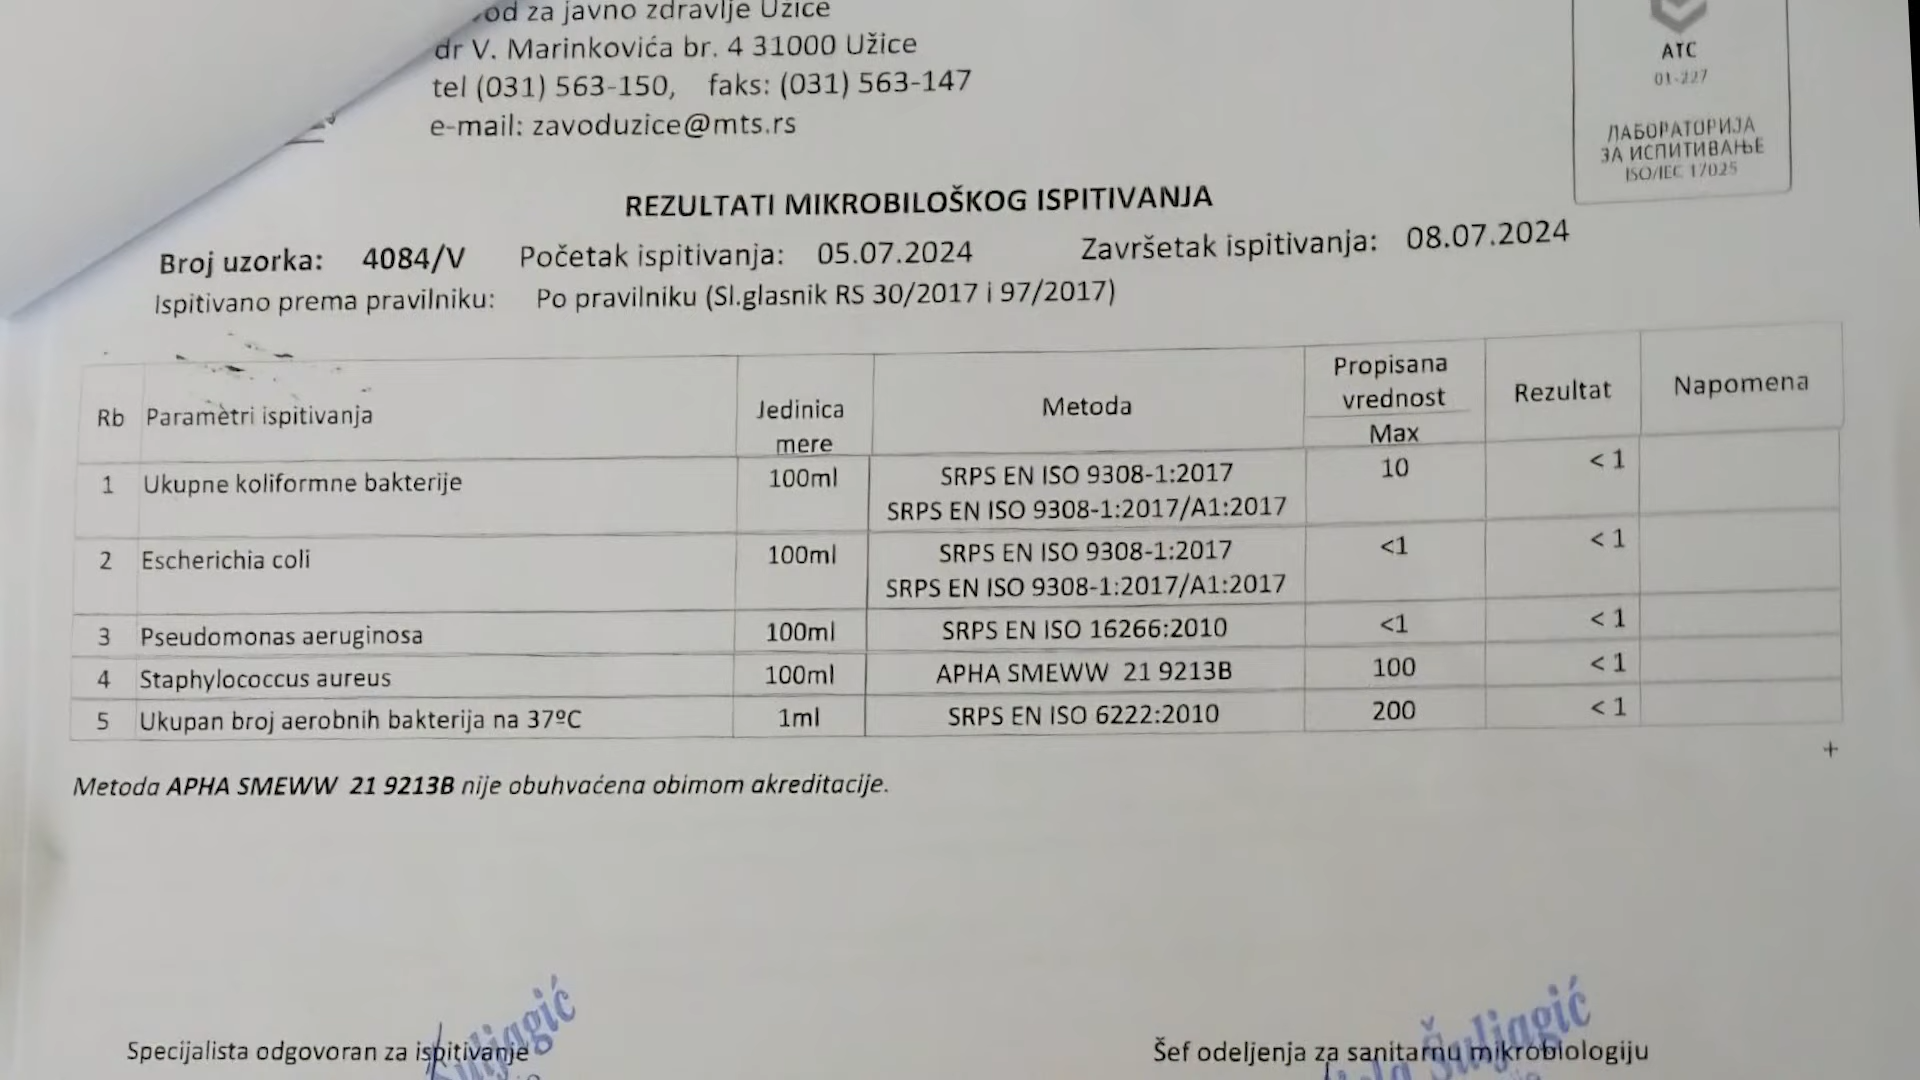 za javno zdravlje Užice
dr V. Marinkovića br. 4 31000 Užice
tel (031) 563-150, faks: (031) 563-147
e-mail: zavoduzice@mts.rs
АТС
01-227
ЛАБОРАТОРИЈА
ЗА ИСПИТИВАЊЕ
ISO/IEC 17025
REZULTATI MIKROBILOŠKOG ISPITIVANJA
Broj uzorka: 4084/V Početak ispitivanja: 05.07.2024 Završetak ispitivanja: 08.07.2024
Ispitivano prema pravilniku: Po pravilniku (Sl.glasnik RS 30/2017 i 97/2017)
Rb Parametri ispitivanja Jedinica mere Metoda Propisana vrednost Max Rezultat Napomena
1 Ukupne koliformne bakterije 100ml SRPS EN ISO 9308-1:2017 10 < 1
SRPS EN ISO 9308-1:2017/A1:2017
2 Escherichia coli 100ml SRPS EN ISO 9308-1:2017 <1 < 1
SRPS EN ISO 9308-1:2017/A1:2017
3 Pseudomonas aeruginosa 100ml SRPS EN ISO 16266:2010 <1 < 1
4 Staphylococcus aureus 100ml APHA SMEWW 21 9213B 100 < 1
5 Ukupan broj aerobnih bakterija na 37ºC 1ml SRPS EN ISO 6222:2010 200 < 1
+
Metoda APHA SMEWW 21 9213B nije obuhvaćena obimom akreditacije.
Specijalista odgovoran za ispitivanje
Šuljagić
Šef odeljenja za sanitarnu mikrobiologiju
Šuljagić